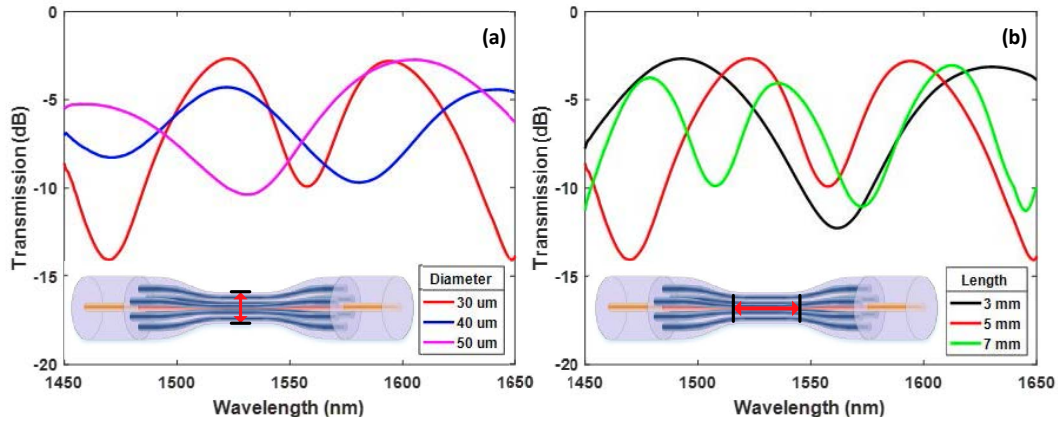 (a)
Transmission (dB)
0
-5
-10
-15
-20
1450
1500
1550
1600
1650
Wavelength (nm)
Diameter
30 um
40 um
50 um
(b)
Transmission (dB)
0
-5
-10
-15
-20
1450
1500
1550
1600
1650
Wavelength (nm)
Length
3 mm
5 mm
7 mm